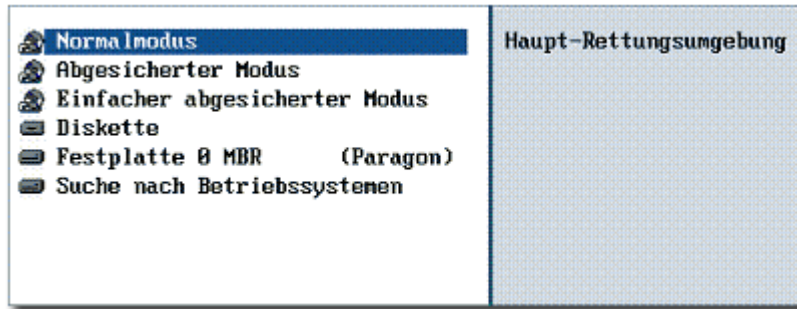 Normalmodus
Abgesicherter Modus
Einfacher abgesicherter Modus
Diskette
Festplatte 0 MBR (Paragon)
Suche nach Betriebssystemen
Haupt-Rettungsumgebung